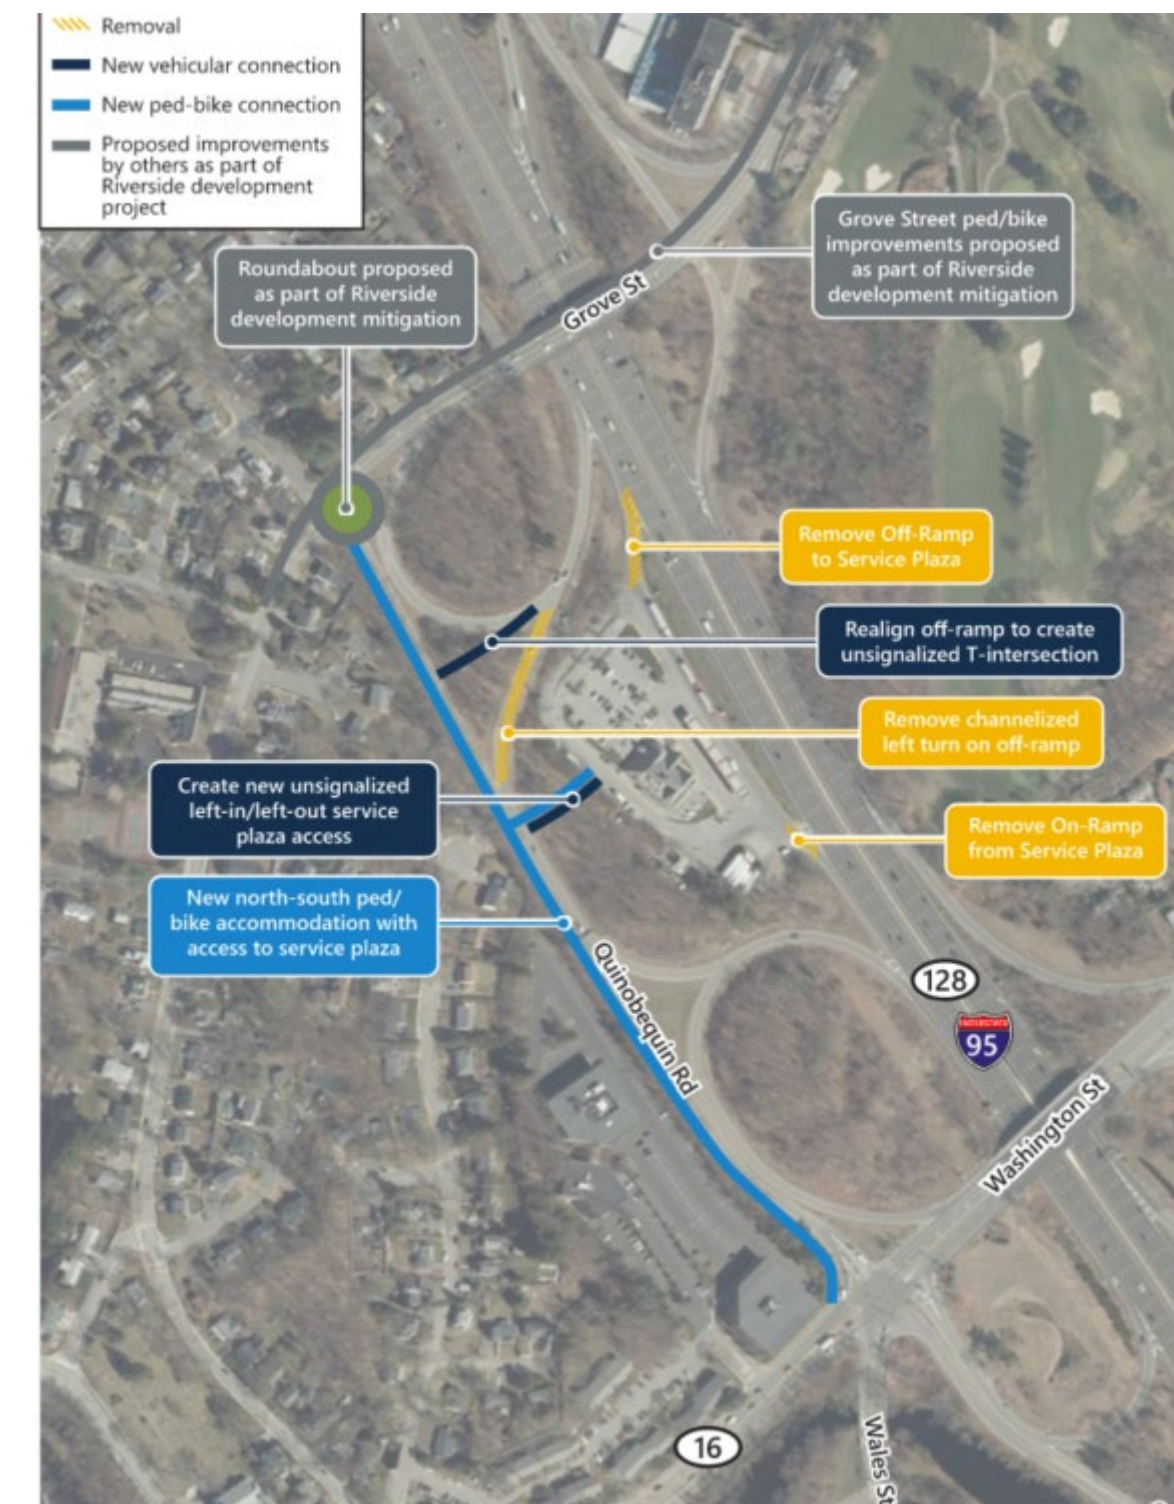 Removal
New vehicular connection
New ped-bike connection
Proposed improvements
by others as part of
Riverside development
project
Grove Street ped/bike
improvements proposed
as part of Riverside
development mitigation
Roundabout proposed
as part of Riverside
development mitigation
Grove St
Remove Off-Ramp
to Service Plaza
Realign off-ramp to create
unsignalized T-intersection
Remove channelized
left turn on off-ramp
Create new unsignalized
left-in/left-out service
plaza access
Remove On-Ramp
from Service Plaza
New north-south ped/
bike accommodation with
access to service plaza
Quinobequin Rd
128
INTERSTATE
95
Washington St
16
Wales St